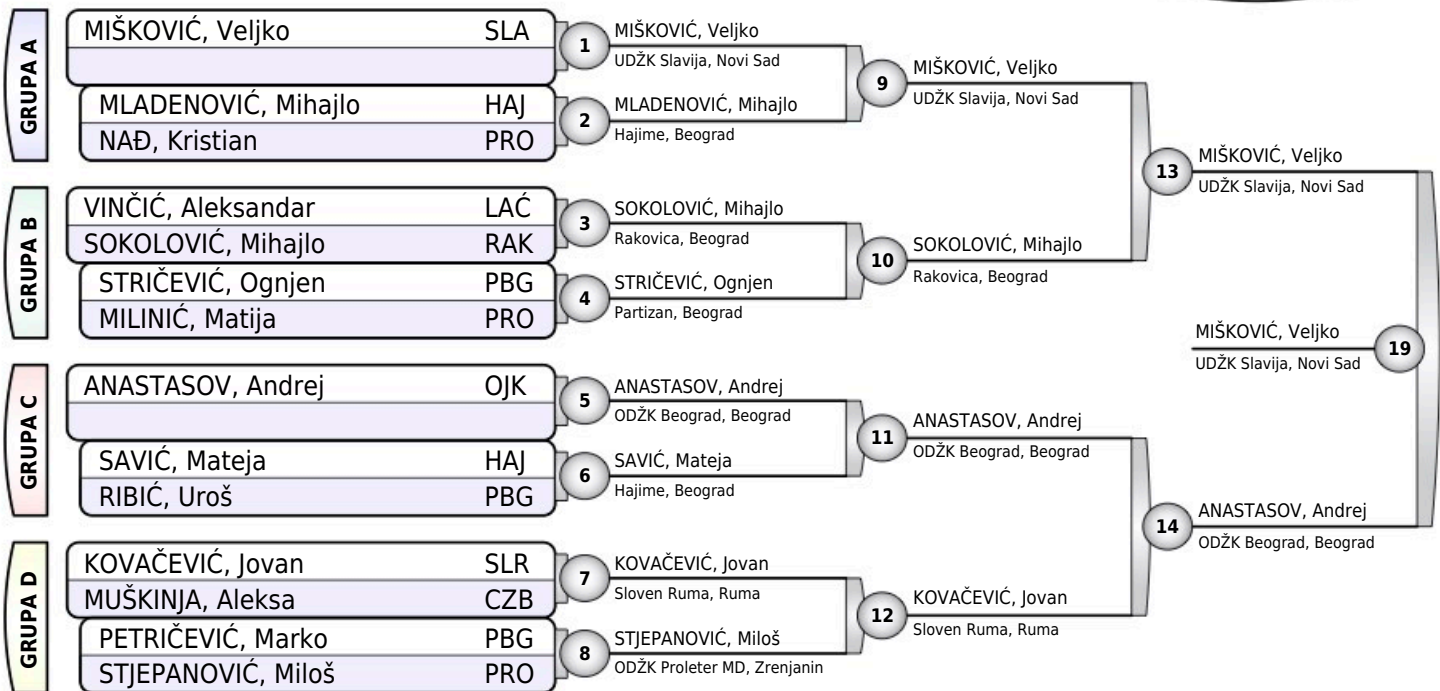 GRUPA A
MIŠKOVIĆ, Veljko SLA
MLADENOVIĆ, Mihajlo HAJ
NAĐ, Kristian PRO
GRUPA B
VINČIĆ, Aleksandar LAĆ
SOKOLOVIĆ, Mihajlo RAK
STRIČEVIĆ, Ognjen PBG
MILINIĆ, Matija PRO
GRUPA C
ANASTASOV, Andrej OJK
SAVIĆ, Mateja HAJ
RIBIĆ, Uroš PBG
GRUPA D
KOVAČEVIĆ, Jovan SLR
MUŠKINJA, Aleksa CZB
PETRIČEVIĆ, Marko PBG
STJEPANOVIĆ, Miloš PRO
1
MIŠKOVIĆ, Veljko
UDŽK Slavija, Novi Sad
2
MLADENOVIĆ, Mihajlo
Hajime, Beograd
3
SOKOLOVIĆ, Mihajlo
Rakovica, Beograd
4
STRIČEVIĆ, Ognjen
Partizan, Beograd
5
ANASTASOV, Andrej
ODŽK Beograd, Beograd
6
SAVIĆ, Mateja
Hajime, Beograd
7
KOVAČEVIĆ, Jovan
Sloven Ruma, Ruma
8
STJEPANOVIĆ, Miloš
ODŽK Proleter MD, Zrenjanin
9
MIŠKOVIĆ, Veljko
UDŽK Slavija, Novi Sad
10
SOKOLOVIĆ, Mihajlo
Rakovica, Beograd
11
ANASTASOV, Andrej
ODŽK Beograd, Beograd
12
KOVAČEVIĆ, Jovan
Sloven Ruma, Ruma
13
MIŠKOVIĆ, Veljko
UDŽK Slavija, Novi Sad
14
ANASTASOV, Andrej
ODŽK Beograd, Beograd
MIŠKOVIĆ, Veljko
UDŽK Slavija, Novi Sad
19